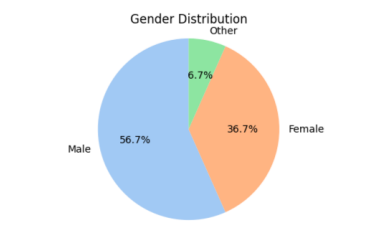 Gender Distribution
Other
6.7%
56.7%
36.7%
Female
Male